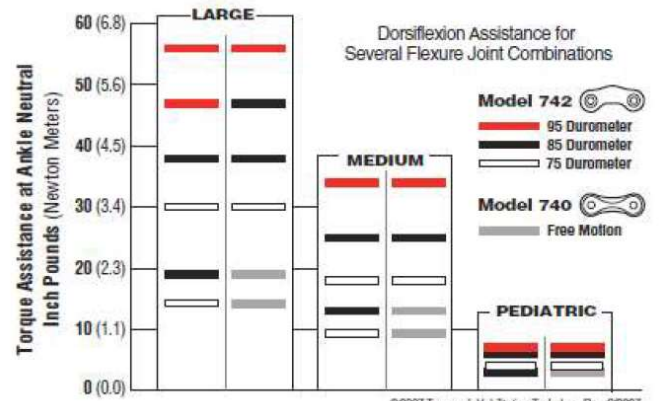 LARGE
Dorsiflexion Assistance for
Several Flexure Joint Combinations
Model 742
95 Durometer
85 Durometer
75 Durometer
Model 740
Free Motion
MEDIUM
PEDIATRIC
Torque Assistance at Ankle Neutral
Inch Pounds (Newton Meters)
60 (6.8)
50 (5.6)
40 (4.5)
30 (3.4)
20 (2.3)
10 (1.1)
0 (0.0)